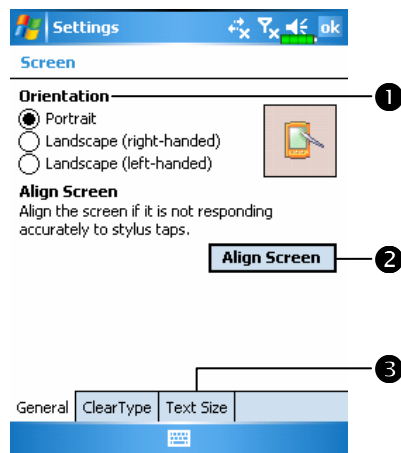 Settings ok
Screen
Orientation 1
Portrait
Landscape (right-handed)
Landscape (left-handed)
Align Screen
Align the screen if it is not responding
accurately to stylus taps.
Align Screen 2
3
General ClearType Text Size